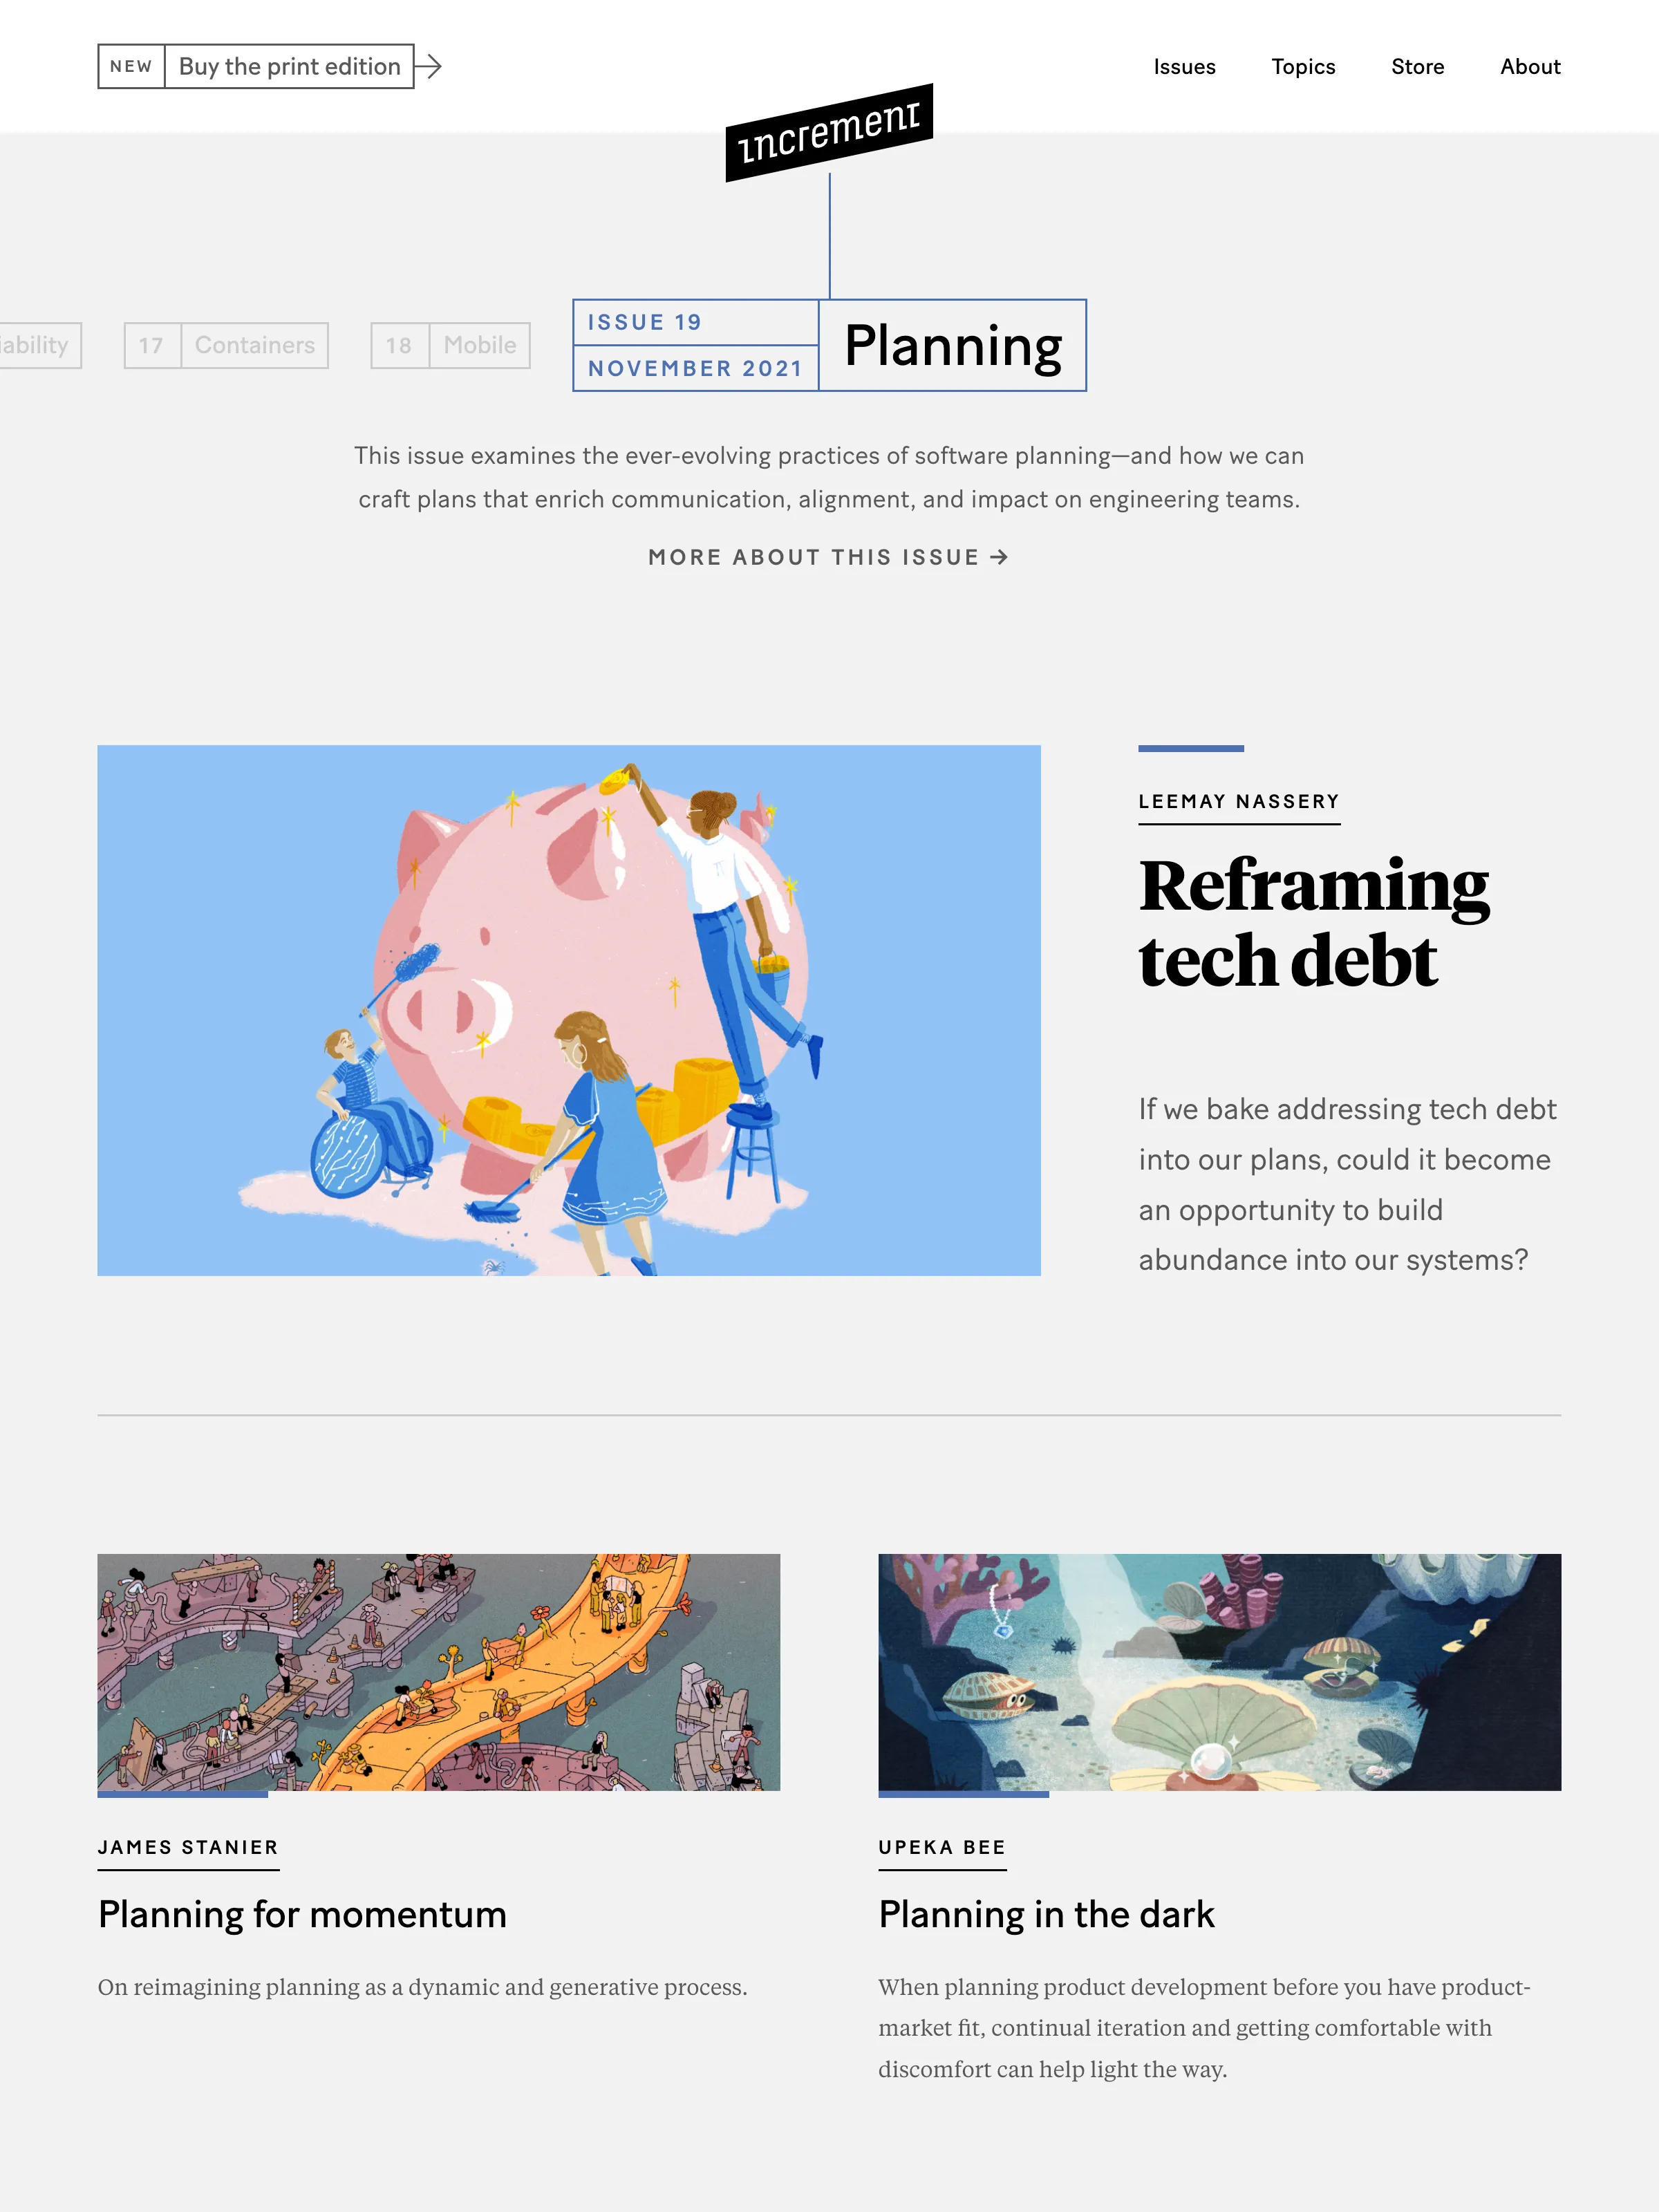 NEW Buy the print edition
Issues Topics Store About
increment
iability
17 Containers
18 Mobile
ISSUE 19
NOVEMBER 2021
Planning
This issue examines the ever-evolving practices of software planning—and how we can
craft plans that enrich communication, alignment, and impact on engineering teams.
MORE ABOUT THIS ISSUE →
LEEMAY NASSERY
Reframing
tech debt
If we bake addressing tech debt
into our plans, could it become
an opportunity to build
abundance into our systems?
JAMES STANIER
Planning for momentum
On reimagining planning as a dynamic and generative process.
UPEKA BEE
Planning in the dark
When planning product development before you have product-
market fit, continual iteration and getting comfortable with
discomfort can help light the way.